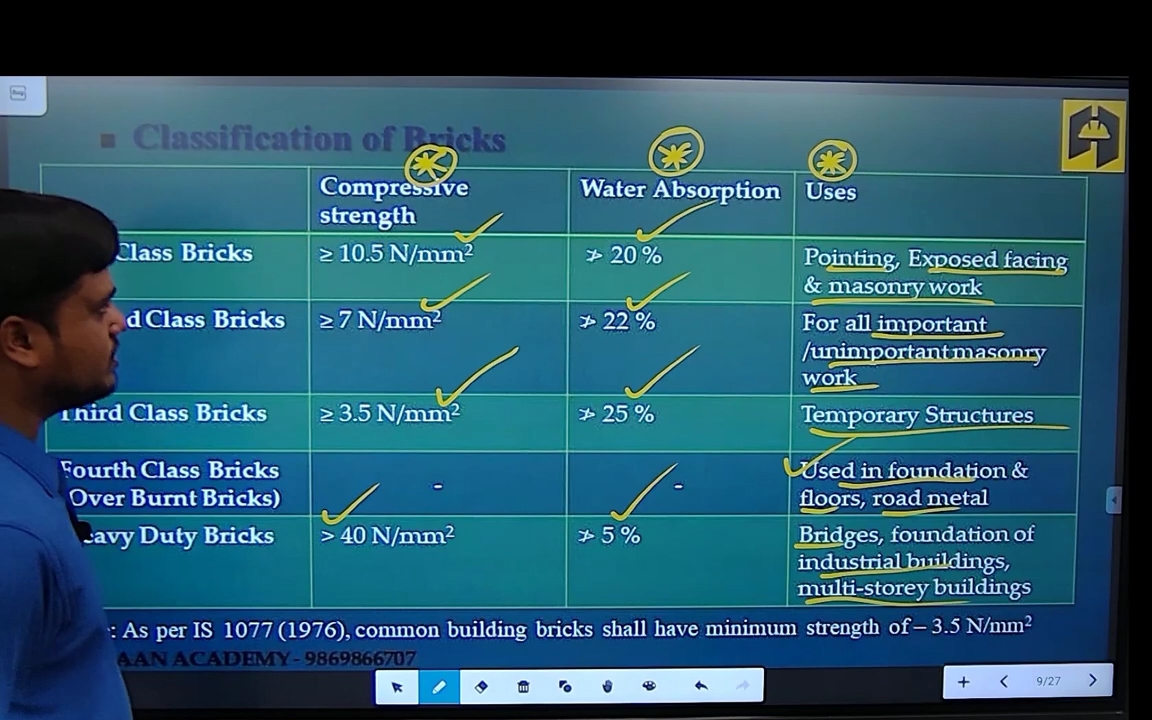 Classification of Bricks
Compressive strength
Water Absorption
Uses
Class Bricks
≥ 10.5 N/mm²
≯ 20 %
Pointing, Exposed facing
& masonry work
d Class Bricks
≥ 7 N/mm²
≯ 22 %
For all important
/unimportant masonry
work
Third Class Bricks
≥ 3.5 N/mm²
≯ 25 %
Temporary Structures
Fourth Class Bricks
Over Burnt Bricks)
-
-
Used in foundation &
floors, road metal
eavy Duty Bricks
> 40 N/mm²
≯ 5 %
Bridges, foundation of
industrial buildings,
multi-storey buildings
: As per IS 1077 (1976), common building bricks shall have minimum strength of – 3.5 N/mm²
AAN ACADEMY- 9869866707
9/27